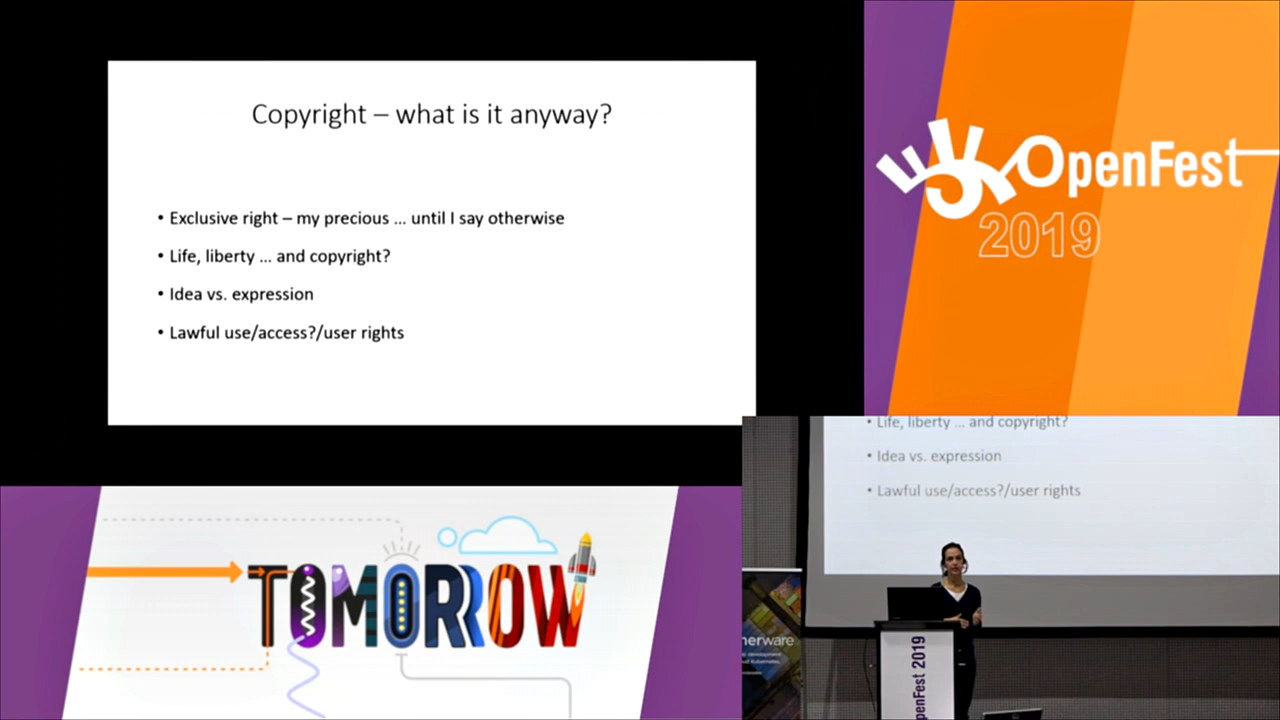 Copyright – what is it anyway?
• Exclusive right – my precious ... until I say otherwise
• Life, liberty ... and copyright?
• Idea vs. expression
• Lawful use/access?/user rights
OpenFest
2019
TOMORROW
• Life, liberty ... and copyright?
• Idea vs. expression
• Lawful use/access?/user rights
nerware
penFest 2019